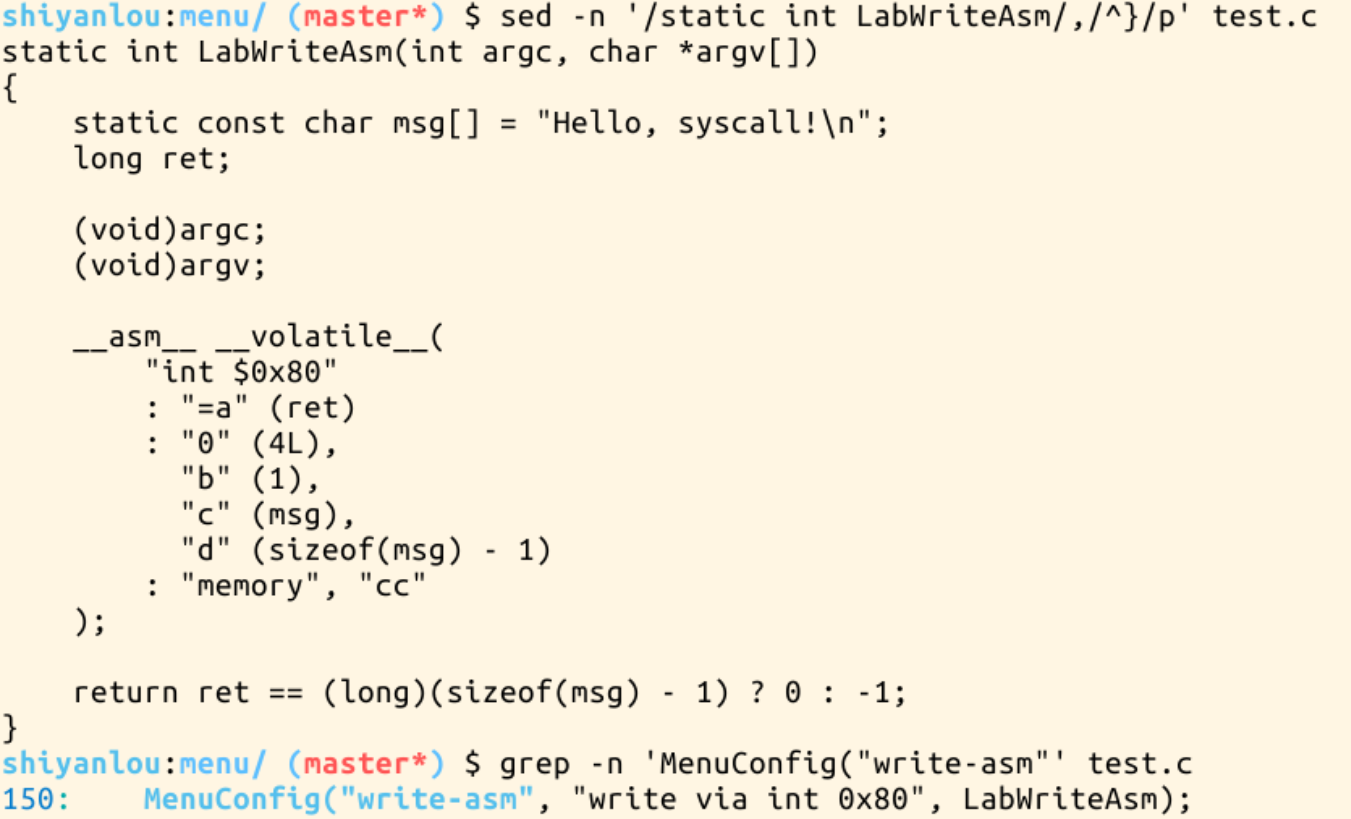 shiyanlou:menu/ (master*) $ sed -n '/static int LabWriteAsm/,/^}/p' test.c
static int LabWriteAsm(int argc, char *argv[])
{
    static const char msg[] = "Hello, syscall!\n";
    long ret;

    (void)argc;
    (void)argv;

    __asm__ __volatile__(
        "int $0x80"
        : "=a" (ret)
        : "0" (4L),
          "b" (1),
          "c" (msg),
          "d" (sizeof(msg) - 1)
        : "memory", "cc"
    );

    return ret == (long)(sizeof(msg) - 1) ? 0 : -1;
}
shiyanlou:menu/ (master*) $ grep -n 'MenuConfig("write-asm"' test.c
150:    MenuConfig("write-asm", "write via int 0x80", LabWriteAsm);